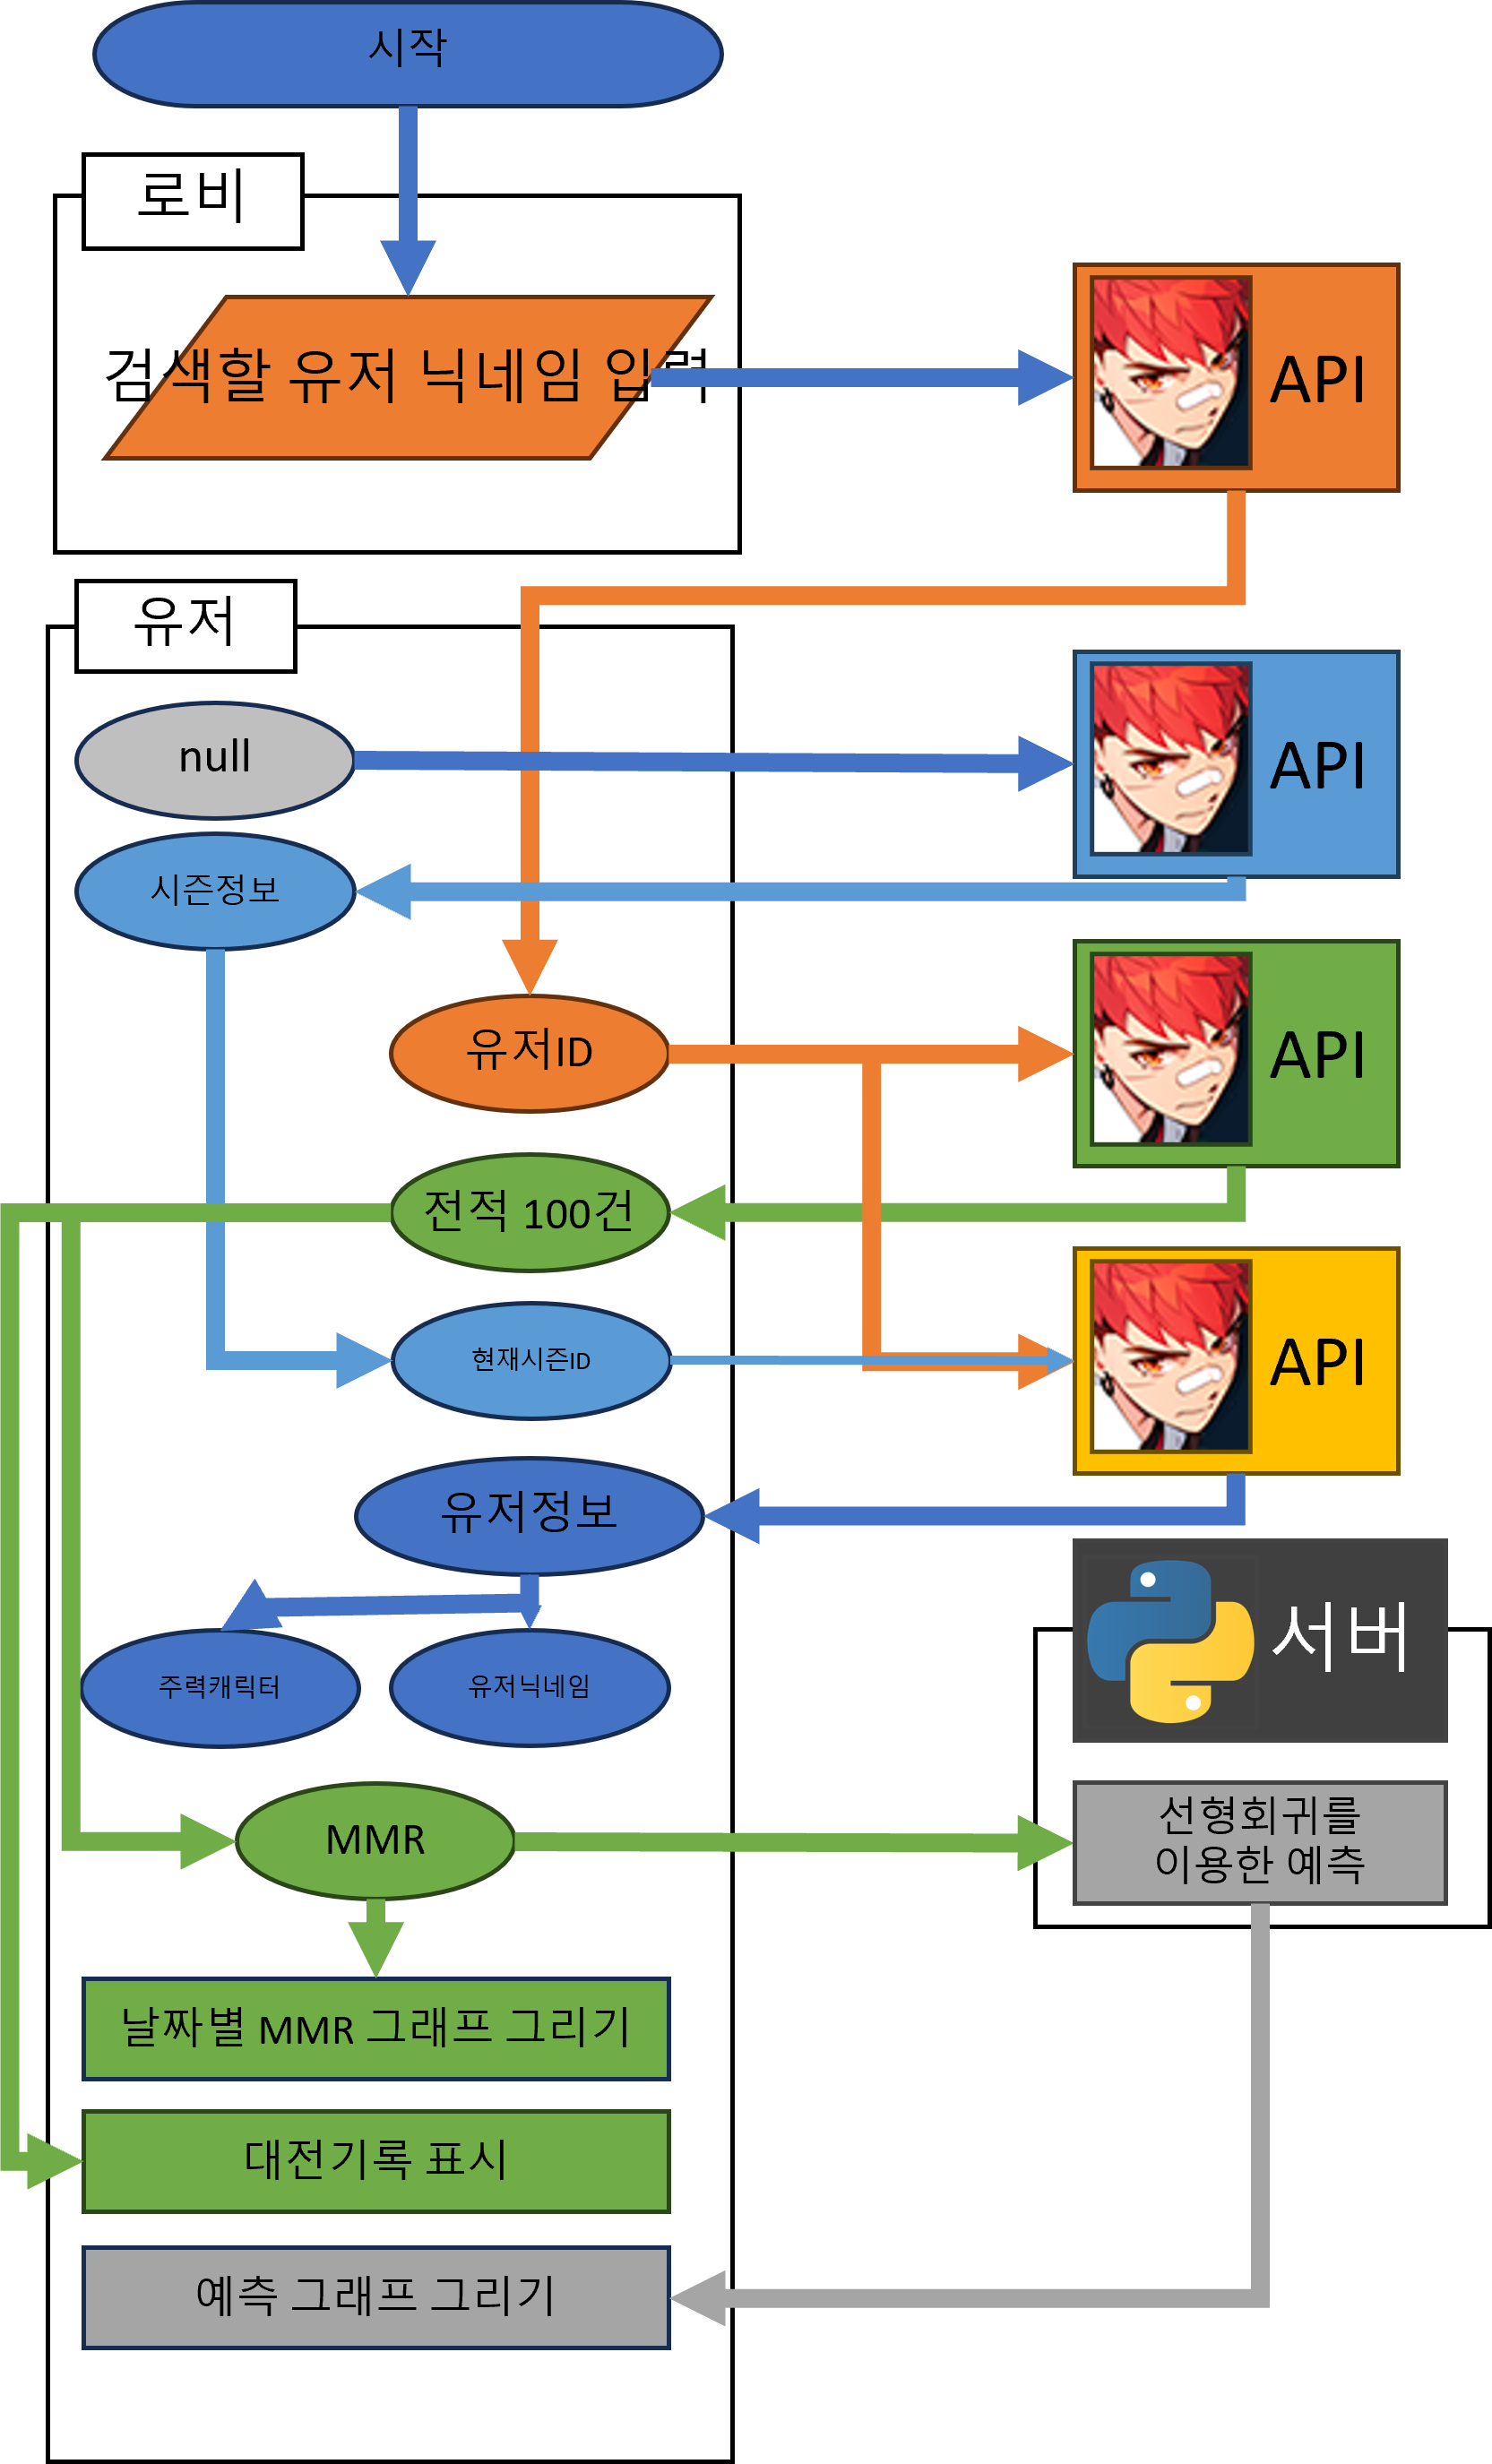 시작
로비
검색할 유저 닉네임 입력
API
유저
null
API
시즌정보
API
유저ID
전적 100건
API
현재시즌ID
유저정보
서버
주력캐릭터
유저닉네임
MMR
선형회귀를
이용한 예측
날짜별 MMR 그래프 그리기
대전기록 표시
예측 그래프 그리기